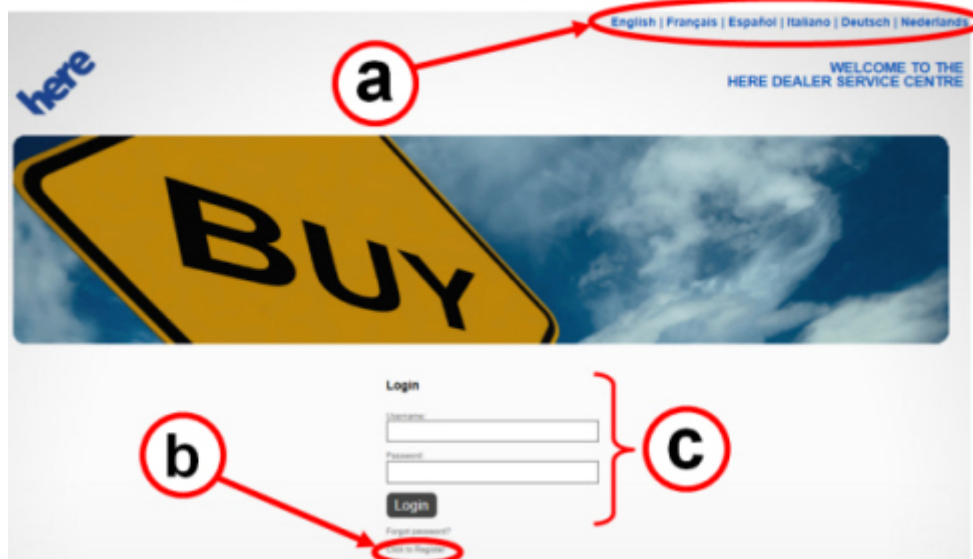 English | Français | Español | Italiano | Deutsch | Nederlands
a
here
WELCOME TO THE
HERE DEALER SERVICE CENTRE
BUY
Login
Username:
Password:
b
c
Login
Forgot password?
Click to Register